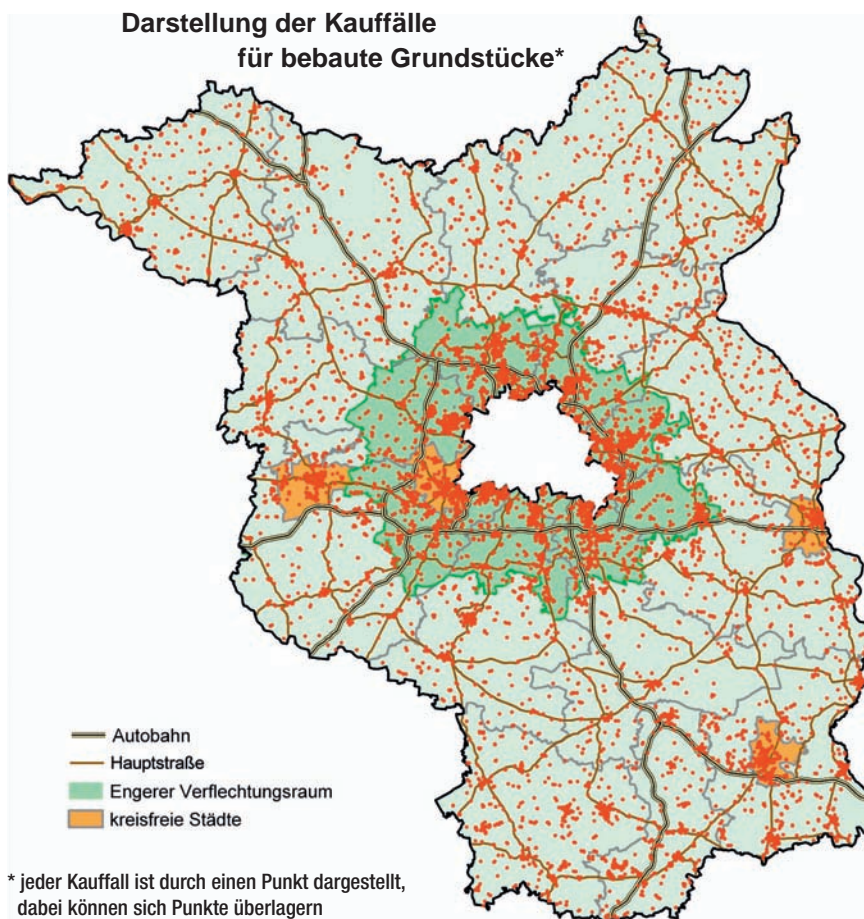 Darstellung der Kauffälle
für bebaute Grundstücke*
Autobahn
Hauptstraße
Engerer Verflechtungsraum
kreisfreie Städte
* jeder Kauffall ist durch einen Punkt dargestellt,
dabei können sich Punkte überlagern